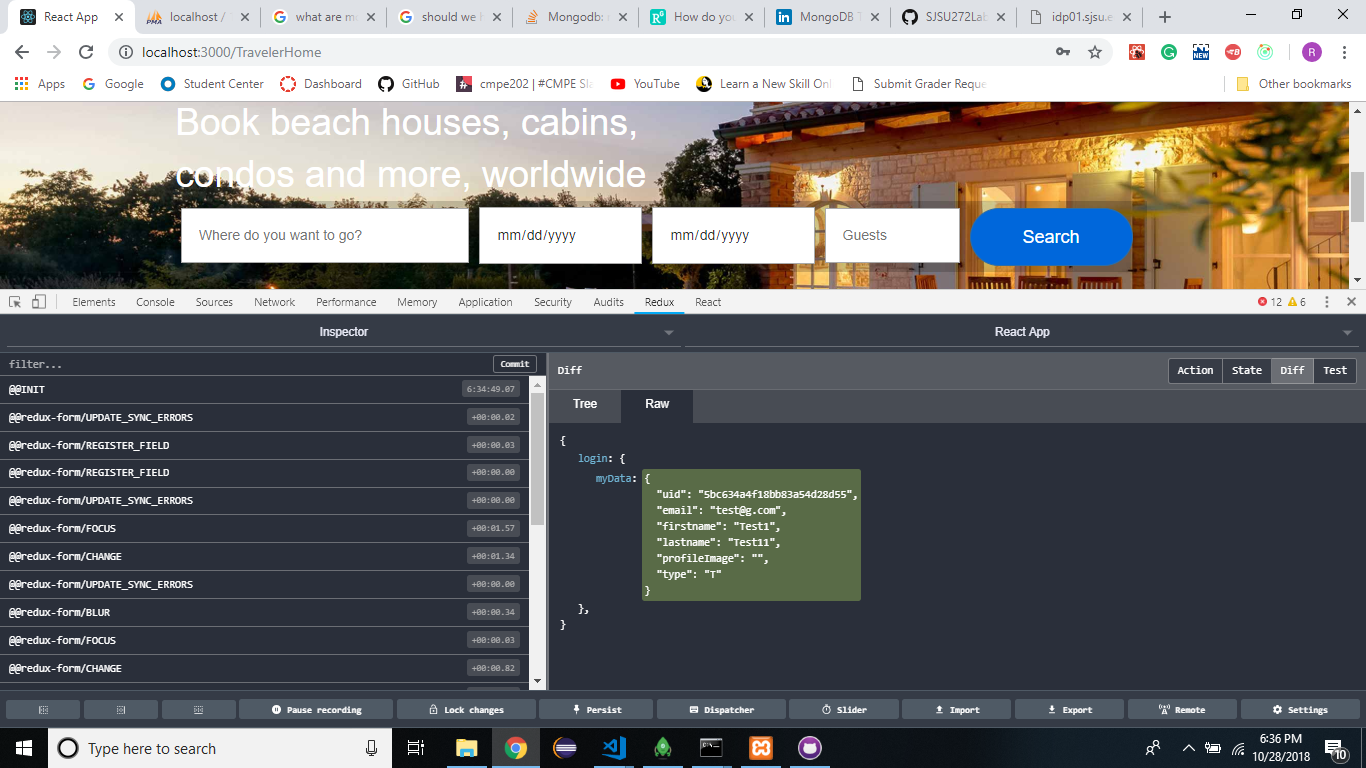 React App
localhost /
what are mo
should we h
Mongodb:
How do you
MongoDB T
SJSU272Lab
idp01.sjsu.e
localhost:3000/TravelerHome
NEW
R
Apps
Google
Student Center
Dashboard
GitHub
cmpe202 | #CMPE Sla
YouTube
Learn a New Skill Onl
Submit Grader Reque
Other bookmarks
Book beach houses, cabins,
condos and more, worldwide
Where do you want to go?
mm/dd/yyyy
mm/dd/yyyy
Guests
Search
Elements
Console
Sources
Network
Performance
Memory
Application
Security
Audits
Redux
React
12
6
Inspector
React App
filter...
Commit
Diff
Action
State
Diff
Test
@@INIT
6:34:49.07
@@redux-form/UPDATE_SYNC_ERRORS
+00:00.02
@@redux-form/REGISTER_FIELD
+00:00.03
@@redux-form/REGISTER_FIELD
+00:00.00
@@redux-form/UPDATE_SYNC_ERRORS
+00:00.00
@@redux-form/FOCUS
+00:01.57
@@redux-form/CHANGE
+00:01.34
@@redux-form/UPDATE_SYNC_ERRORS
+00:00.00
@@redux-form/BLUR
+00:00.34
@@redux-form/FOCUS
+00:00.03
@@redux-form/CHANGE
+00:00.82
Tree
Raw
{
login: {
myData: {
"uid": "5bc634a4f18bb83a54d28d55",
"email": "test@g.com",
"firstname": "Test1",
"lastname": "Test11",
"profileImage": "",
"type": "T"
}
},
}
Pause recording
Lock changes
Persist
Dispatcher
Slider
Import
Export
Remote
Settings
Type here to search
6:36 PM
10/28/2018
10